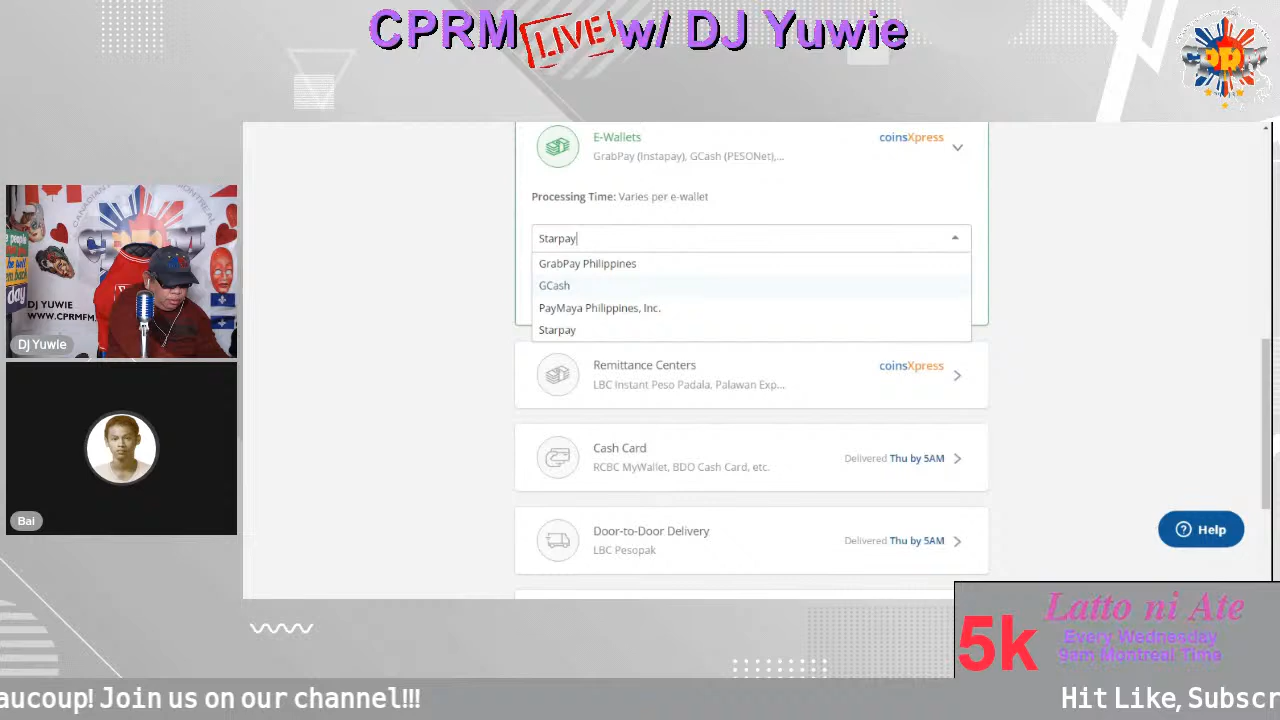 CPRM LIVE w/ DJ Yuwie
E-Wallets
coinsXpress
GrabPay (Instapay), GCash (PESONet),...
Processing Time: Varies per e-wallet
Starpay
GrabPay Philippines
GCash
PayMaya Philippines, Inc.
Starpay
Remittance Centers
coinsXpress
LBC Instant Peso Padala, Palawan Exp...
Cash Card
RCBC MyWallet, BDO Cash Card, etc.
Delivered Thu by 5AM
Door-to-Door Delivery
LBC Pesopak
Delivered Thu by 5AM
Help
DJ YUWIE
WWW.CPRMFM.
DJ Yuwie
Bai
5k
Latto ni Ate
Every Wednesday
9am Montreal Time
aucoup! Join us on our channel!!!
Hit Like, Subscr